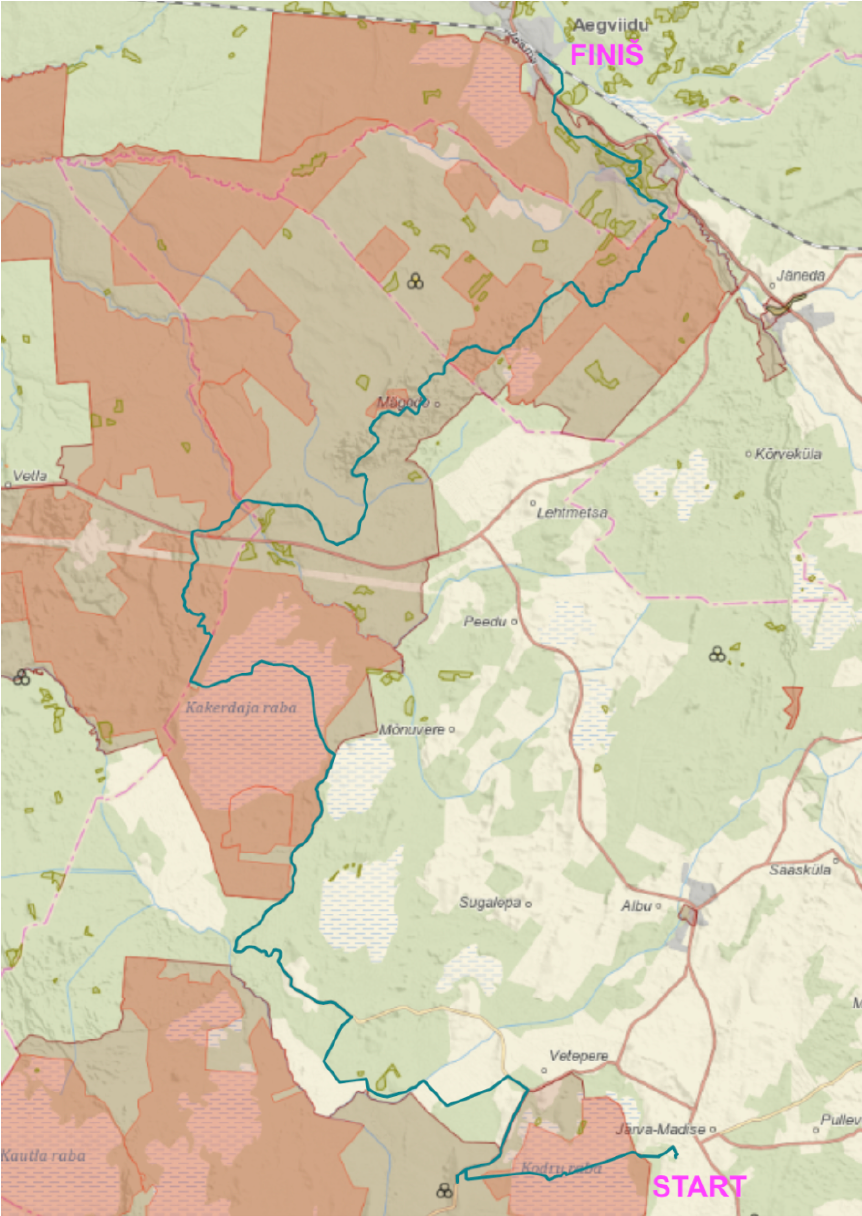 Aegviidu
FINIŠ
Jäneda
Mägede
Kõrveküla
Vetla
Lehtmetsa
Peedu
Kakerdaja raba
Mõnuvere
Saasküla
Sugalepa
Albu
Vetepere
Järva-Madise
Pullev
Kautla raba
Kodru raba
START